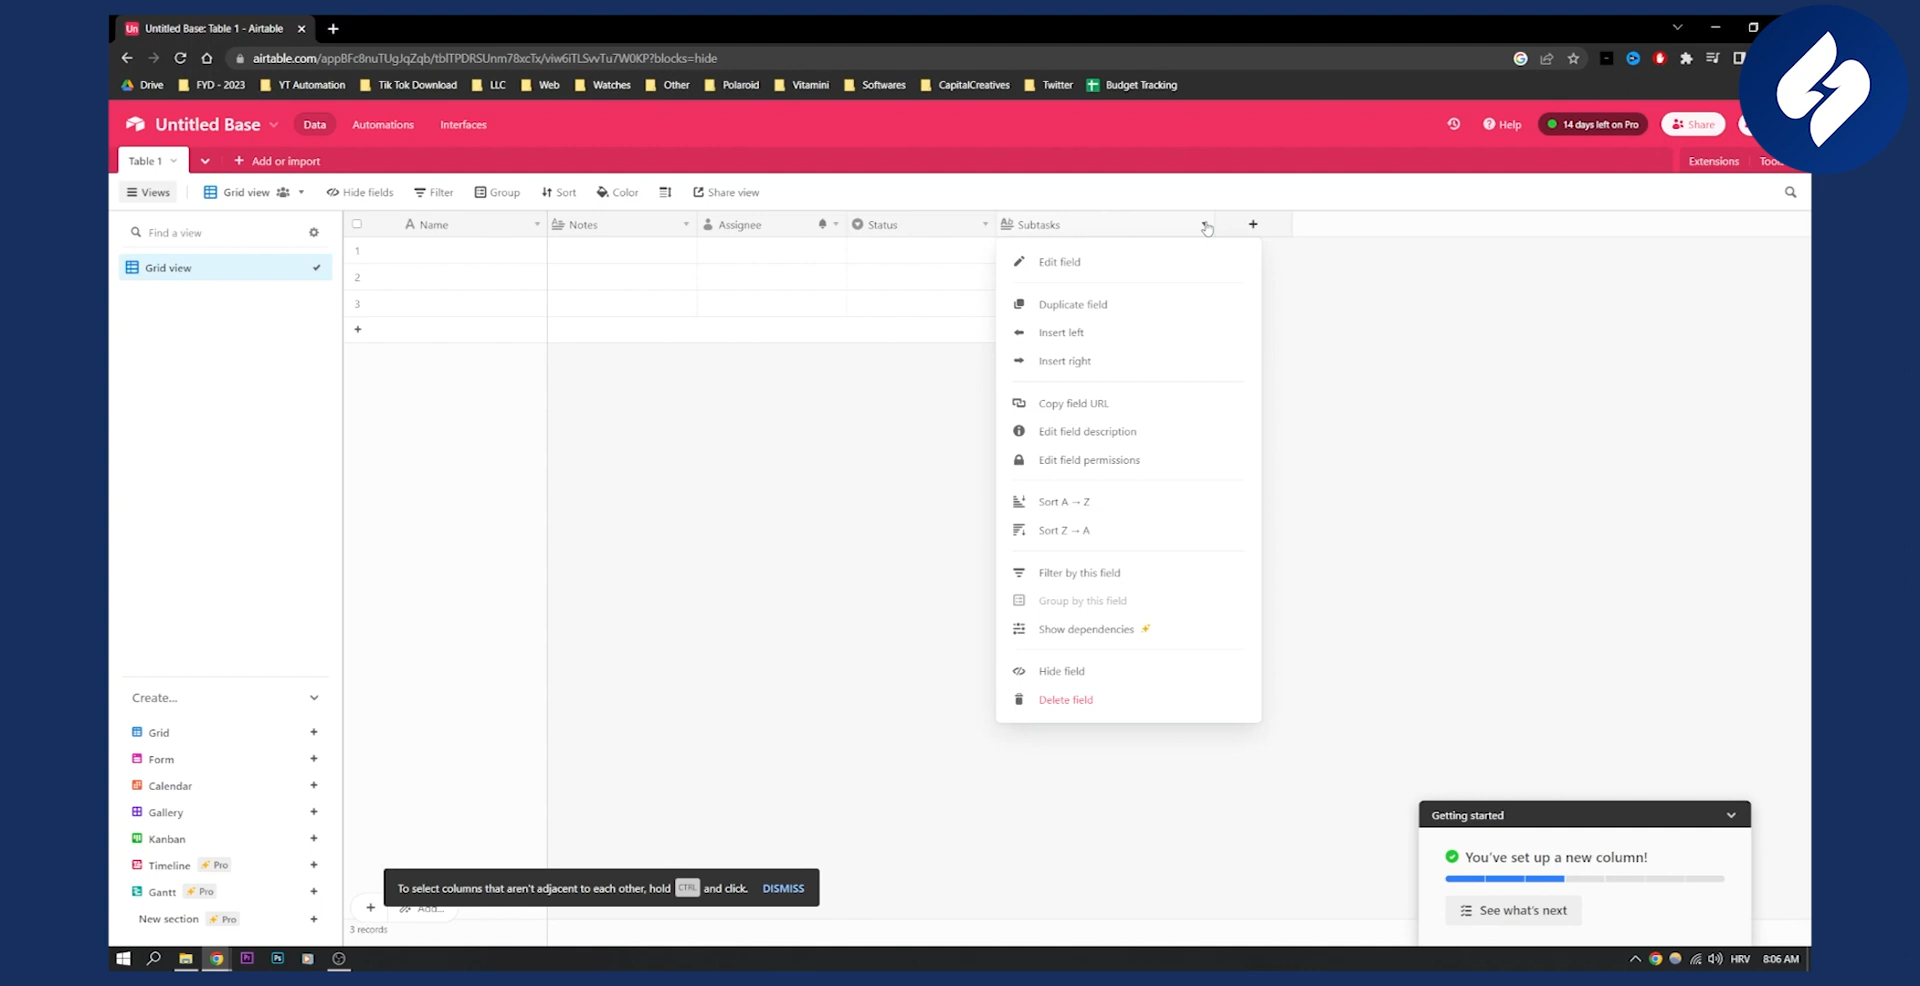 Un Untitled Base: Table 1 - Airtable
airtable.com/appBFc8nuTUgJqZqb/tblTPDRSUnm78xcTx/viw6iTLSvvTu7W0KP?blocks=hide
Drive FYD - 2023 YT Automation Tik Tok Download LLC Web Watches Other Polaroid Vitamini Softwares CapitalCreatives Twitter Budget Tracking
Untitled Base Data Automations Interfaces Help 14 days left on Pro Share
Table 1 Add or import Extensions
Views Grid view Hide fields Filter Group Sort Color Share view
Find a view
Name Notes Assignee Status Subtasks
Grid view
1
2
3
Edit field
Duplicate field
Insert left
Insert right
Copy field URL
Edit field description
Edit field permissions
Sort A → Z
Sort Z → A
Filter by this field
Group by this field
Show dependencies
Hide field
Delete field
Create...
Grid
Form
Calendar
Gallery
Kanban
Timeline Pro
Gantt Pro
New section Pro
To select columns that aren't adjacent to each other, hold CTRL and click. DISMISS
Add...
3 records
Getting started
You've set up a new column!
See what's next
Pr Ps HRV 8:06 AM